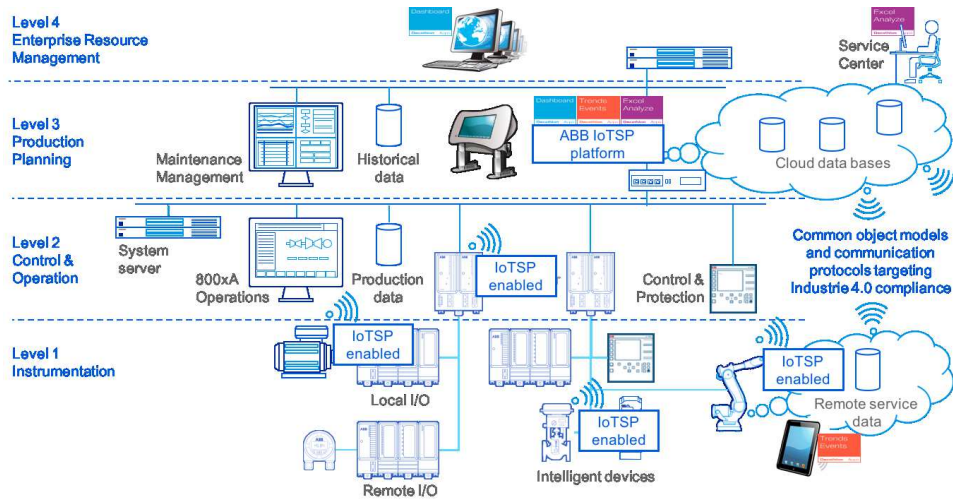 Level 4
Enterprise Resource
Management
Dashboard
Excel
Analyze
Service
Center
Level 3
Production
Planning
Maintenance
Management
Historical
data
Dashboard
Trends
Events
Excel
Analyze
ABB IoTSP
platform
Cloud data bases
Level 2
Control &
Operation
System
server
800xA
Operations
Production
data
IoTSP
enabled
Control &
Protection
Common object models
and communication
protocols targeting
Industrie 4.0 compliance
Level 1
Instrumentation
IoTSP
enabled
Local I/O
ABB
Remote I/O
IoTSP
enabled
Intelligent devices
IoTSP
enabled
Remote service
data
Trends
Events